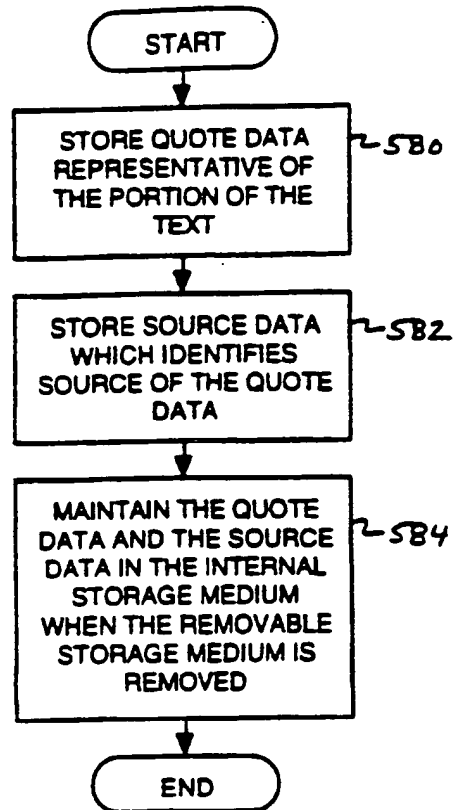 START
STORE QUOTE DATA
REPRESENTATIVE OF
THE PORTION OF THE
TEXT
580
STORE SOURCE DATA
WHICH IDENTIFIES
SOURCE OF THE QUOTE
DATA
582
MAINTAIN THE QUOTE
DATA AND THE SOURCE
DATA IN THE INTERNAL
STORAGE MEDIUM
WHEN THE REMOVABLE
STORAGE MEDIUM IS
REMOVED
584
END